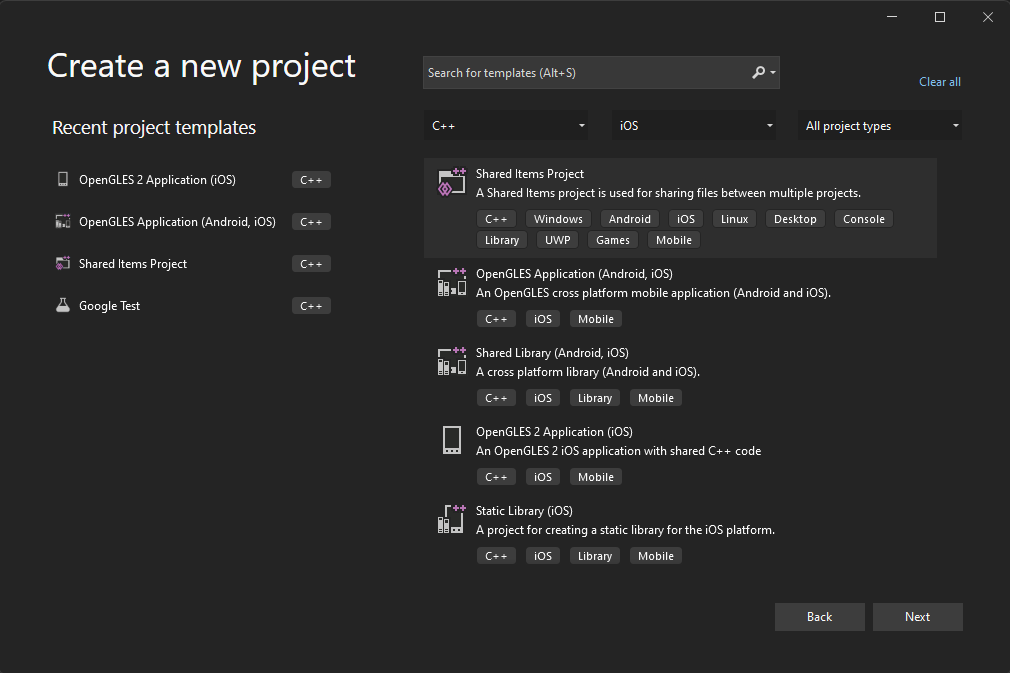 Create a new project
Recent project templates
OpenGLES 2 Application (iOS) C++
OpenGLES Application (Android, iOS) C++
Shared Items Project C++
Google Test C++
Search for templates (Alt+S)
Clear all
C++ iOS All project types
Shared Items Project
A Shared Items project is used for sharing files between multiple projects.
C++ Windows Android iOS Linux Desktop Console
Library UWP Games Mobile
OpenGLES Application (Android, iOS)
An OpenGLES cross platform mobile application (Android and iOS).
C++ iOS Mobile
Shared Library (Android, iOS)
A cross platform library (Android and iOS).
C++ iOS Library Mobile
OpenGLES 2 Application (iOS)
An OpenGLES 2 iOS application with shared C++ code
C++ iOS Mobile
Static Library (iOS)
A project for creating a static library for the iOS platform.
C++ iOS Library Mobile
Back Next